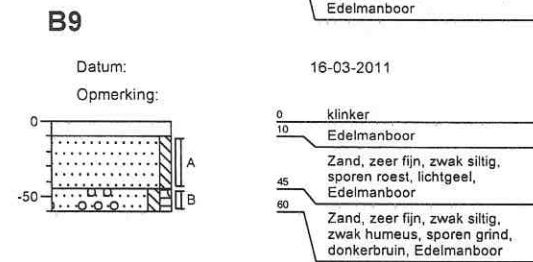 Edelmanboor
B9
Datum: 16-03-2011
Opmerking:
0
-50
A
B
0 klinker
10
Edelmanboor
Zand, zeer fijn, zwak siltig,
sporen roest, lichtgeel,
45 Edelmanboor
60
Zand, zeer fijn, zwak siltig,
zwak humeus, sporen grind,
donkerbruin, Edelmanboor